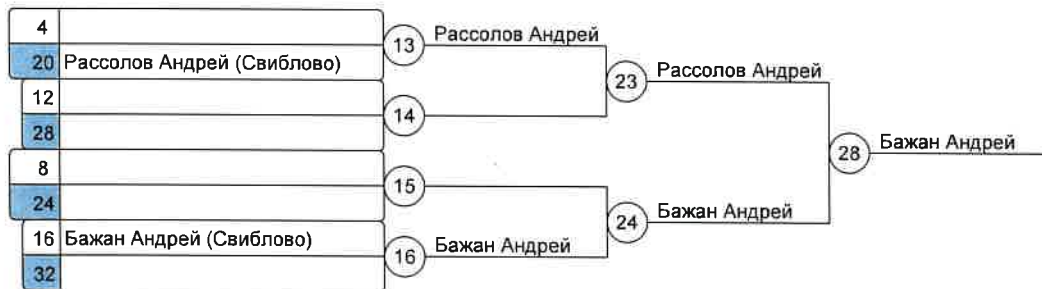 4
13 Рассолов Андрей
20 Рассолов Андрей (Свиблово)
23 Рассолов Андрей
12
14
28
28 Бажан Андрей
8
15
24
24 Бажан Андрей
16 Бажан Андрей (Свиблово)
16 Бажан Андрей
32